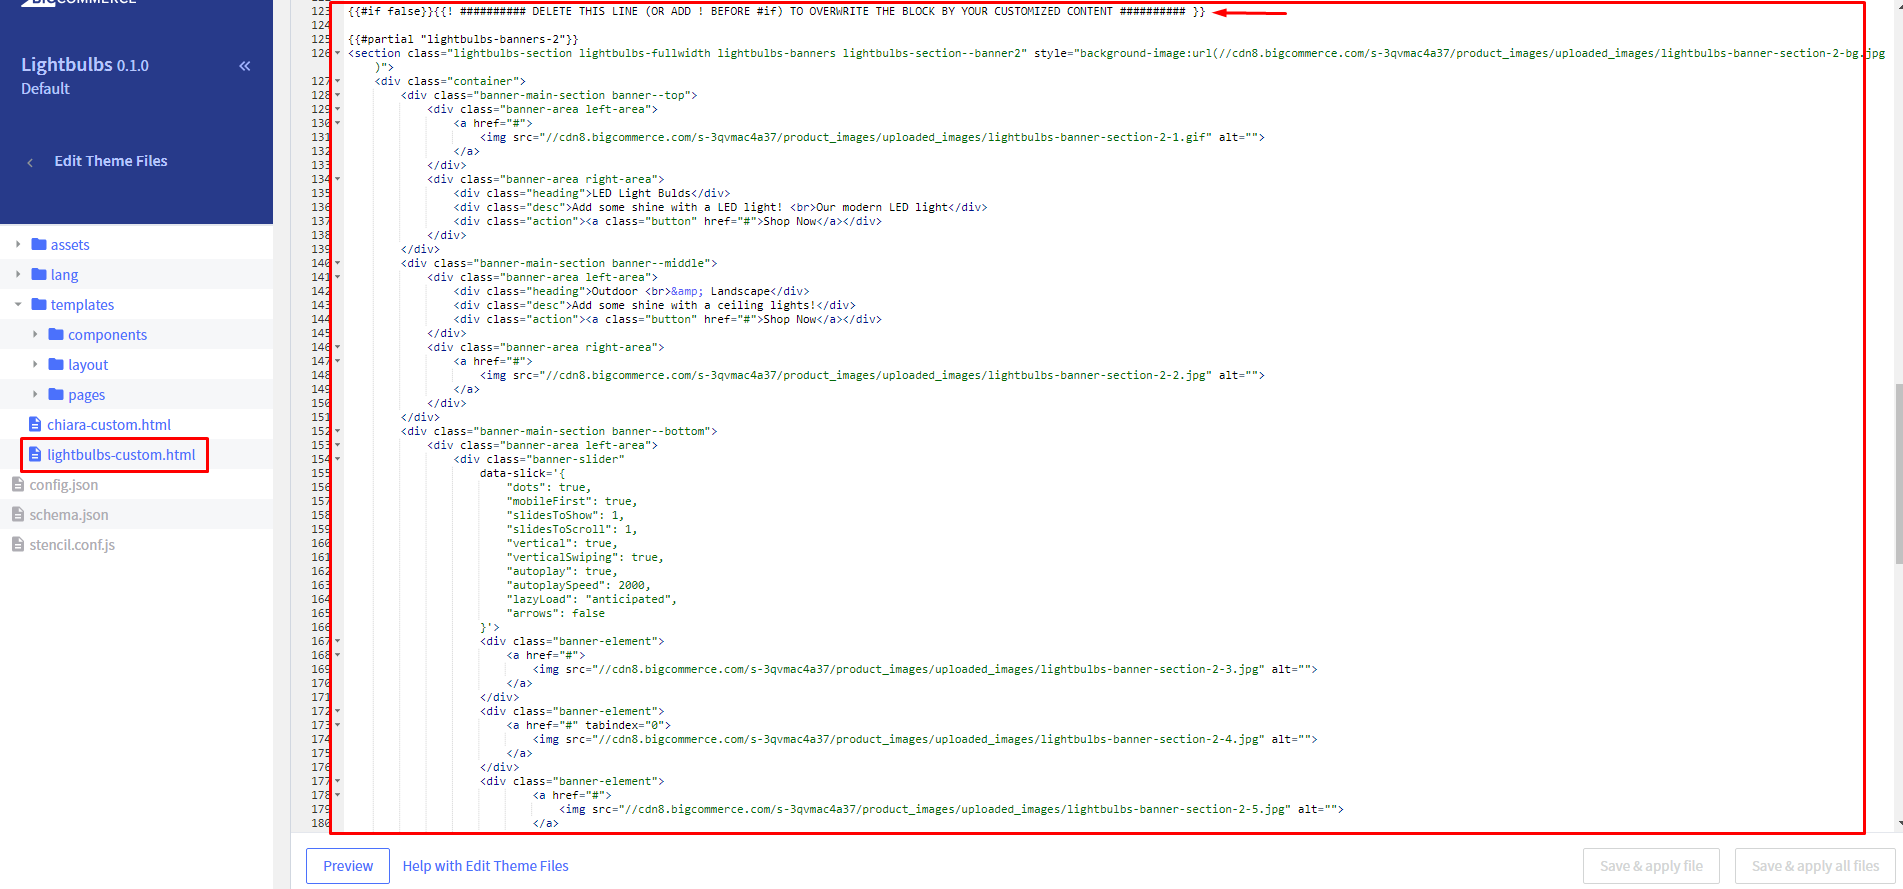 BIGCOMMERCE
Lightbulbs 0.1.0
«
Default
Edit Theme Files
assets
lang
templates
components
layout
pages
chiara-custom.html
lightbulbs-custom.html
config.json
schema.json
stencil.conf.js
123 {{#if false}}{{! ########## DELETE THIS LINE (OR ADD ! BEFORE #if) TO OVERWRITE THE BLOCK BY YOUR CUSTOMIZED CONTENT ########## }}
124
125 {{#partial "lightbulbs-banners-2"}}
126 <section class="lightbulbs-section lightbulbs-fullwidth lightbulbs-banners lightbulbs-section--banner2" style="background-image:url(//cdn8.bigcommerce.com/s-3qvmac4a37/product_images/uploaded_images/lightbulbs-banner-section-2-bg.jpg
)">
127 <div class="container">
128 <div class="banner-main-section banner--top">
129 <div class="banner-area left-area">
130 <a href="#">
131 <img src="//cdn8.bigcommerce.com/s-3qvmac4a37/product_images/uploaded_images/lightbulbs-banner-section-2-1.gif" alt="">
132 </a>
133 </div>
134 <div class="banner-area right-area">
135 <div class="heading">LED Light Bulds</div>
136 <div class="desc">Add some shine with a LED light! <br>Our modern LED light</div>
137 <div class="action"><a class="button" href="#">Shop Now</a></div>
138 </div>
139 </div>
140 <div class="banner-main-section banner--middle">
141 <div class="banner-area left-area">
142 <div class="heading">Outdoor <br>&amp; Landscape</div>
143 <div class="desc">Add some shine with a ceiling lights!</div>
144 <div class="action"><a class="button" href="#">Shop Now</a></div>
145 </div>
146 <div class="banner-area right-area">
147 <a href="#">
148 <img src="//cdn8.bigcommerce.com/s-3qvmac4a37/product_images/uploaded_images/lightbulbs-banner-section-2-2.jpg" alt="">
149 </a>
150 </div>
151 </div>
152 <div class="banner-main-section banner--bottom">
153 <div class="banner-area left-area">
154 <div class="banner-slider"
155 data-slick='{
156 "dots": true,
157 "mobileFirst": true,
158 "slidesToShow": 1,
159 "slidesToScroll": 1,
160 "vertical": true,
161 "verticalSwiping": true,
162 "autoplay": true,
163 "autoplaySpeed": 2000,
164 "lazyLoad": "anticipated",
165 "arrows": false
166 }'>
167 <div class="banner-element">
168 <a href="#">
169 <img src="//cdn8.bigcommerce.com/s-3qvmac4a37/product_images/uploaded_images/lightbulbs-banner-section-2-3.jpg" alt="">
170 </a>
171 </div>
172 <div class="banner-element">
173 <a href="#" tabindex="0">
174 <img src="//cdn8.bigcommerce.com/s-3qvmac4a37/product_images/uploaded_images/lightbulbs-banner-section-2-4.jpg" alt="">
175 </a>
176 </div>
177 <div class="banner-element">
178 <a href="#">
179 <img src="//cdn8.bigcommerce.com/s-3qvmac4a37/product_images/uploaded_images/lightbulbs-banner-section-2-5.jpg" alt="">
180 </a>
Preview
Help with Edit Theme Files
Save & apply file
Save & apply all files